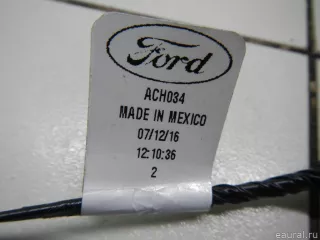 Ford
ACH034
MADE IN MEXICO
07/12/16
12:10:36
2
eaural.ru